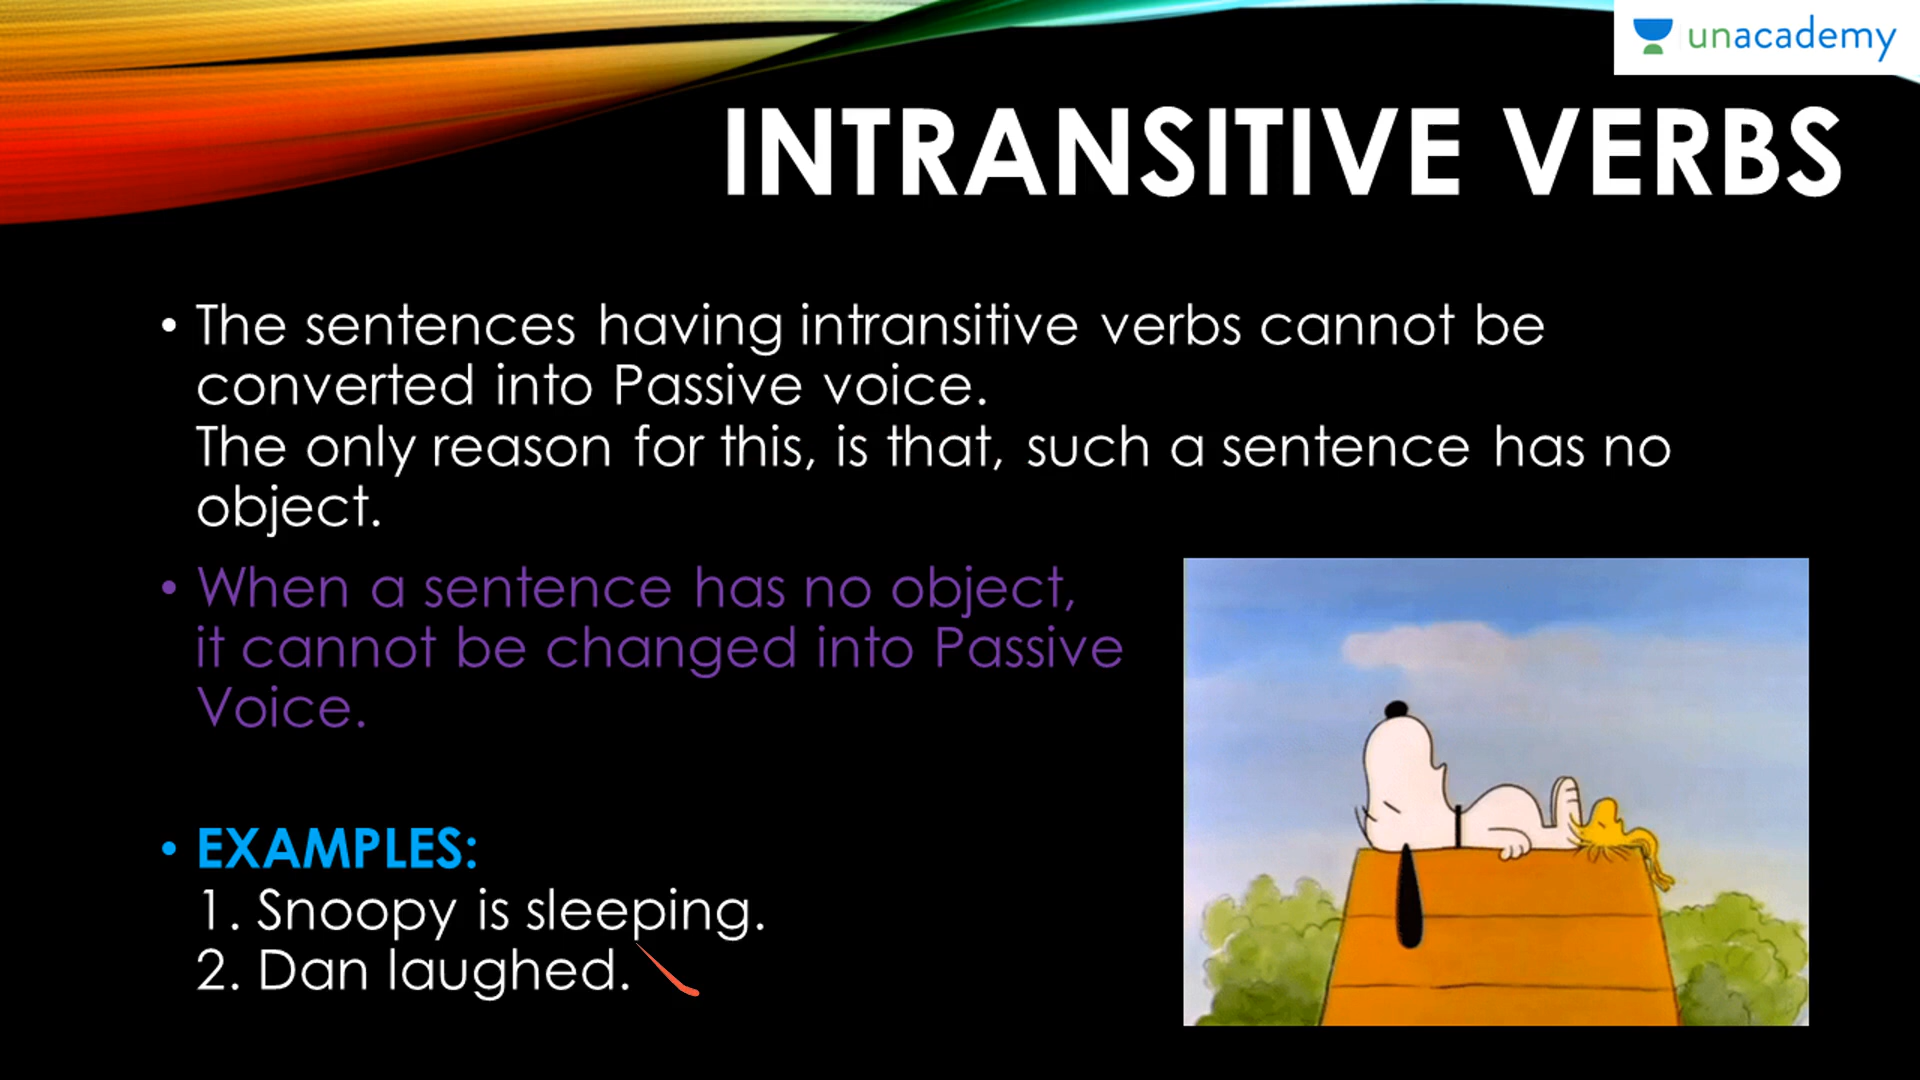 unacademy
INTRANSITIVE VERBS
• The sentences having intransitive verbs cannot be
converted into Passive voice.
The only reason for this, is that, such a sentence has no
object.
• When a sentence has no object,
it cannot be changed into Passive
Voice.
• EXAMPLES:
1. Snoopy is sleeping.
2. Dan laughed.